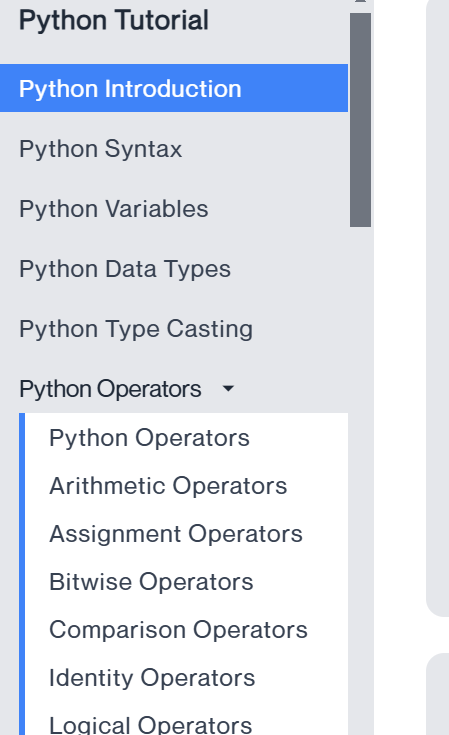 Python Tutorial
Python Introduction
Python Syntax
Python Variables
Python Data Types
Python Type Casting
Python Operators
Python Operators
Arithmetic Operators
Assignment Operators
Bitwise Operators
Comparison Operators
Identity Operators
Logical Operators